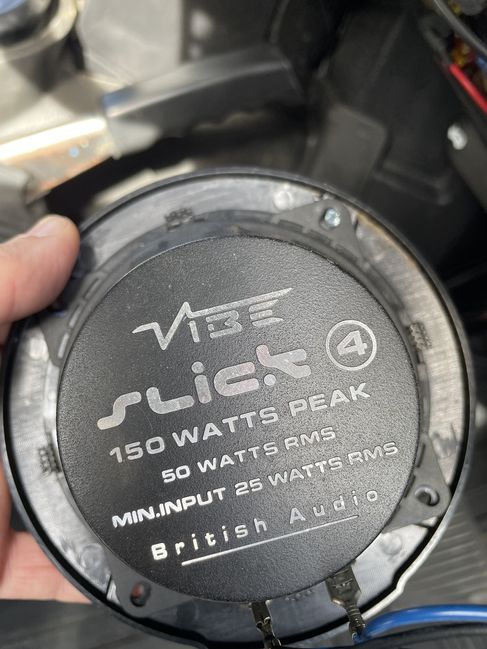 VIBE
SLICK 4
150 WATTS PEAK
50 WATTS RMS
MIN.INPUT 25 WATTS RMS
British Audio